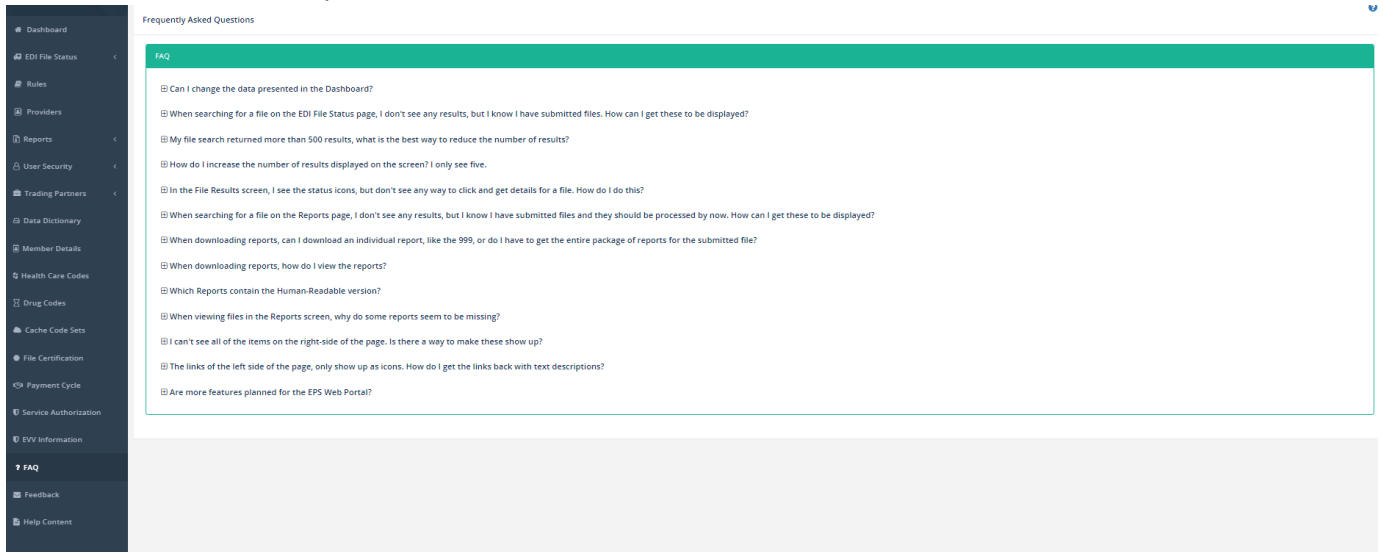 Frequently Asked Questions
Dashboard
EDI File Status
Rules
Providers
Reports
User Security
Trading Partners
Data Dictionary
Member Details
Health Care Codes
Drug Codes
Cache Code Sets
File Certification
Payment Cycle
Service Authorization
EVV Information
? FAQ
Feedback
Help Content
FAQ
Can I change the data presented in the Dashboard?
When searching for a file on the EDI File Status page, I don't see any results, but I know I have submitted files. How can I get these to be displayed?
My file search returned more than 500 results, what is the best way to reduce the number of results?
How do I increase the number of results displayed on the screen? I only see five.
In the File Results screen, I see the status icons, but don't see any way to click and get details for a file. How do I do this?
When searching for a file on the Reports page, I don't see any results, but I know I have submitted files and they should be processed by now. How can I get these to be displayed?
When downloading reports, can I download an individual report, like the 999, or do I have to get the entire package of reports for the submitted file?
When downloading reports, how do I view the reports?
Which Reports contain the Human-Readable version?
When viewing files in the Reports screen, why do some reports seem to be missing?
I can't see all of the items on the right-side of the page. Is there a way to make these show up?
The links of the left side of the page, only show up as icons. How do I get the links back with text descriptions?
Are more features planned for the EPS Web Portal?